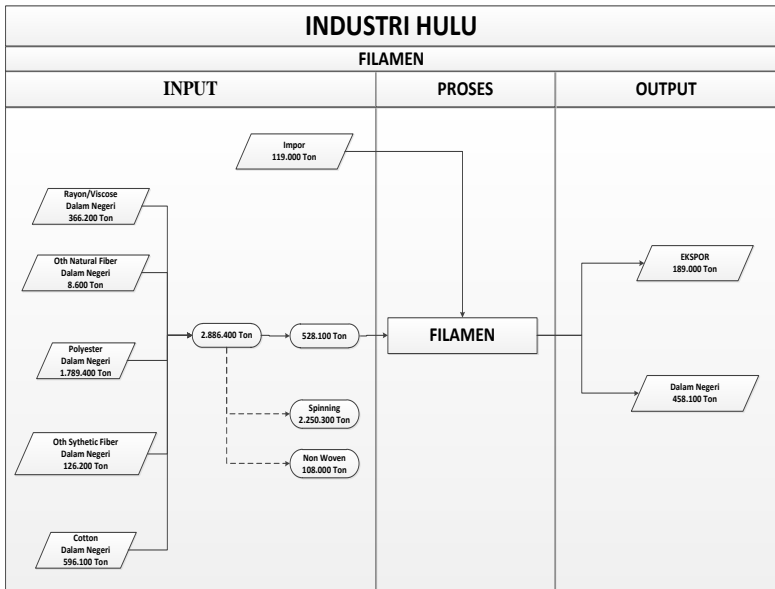 INDUSTRI HULU
FILAMEN
INPUT
PROSES
OUTPUT
Impor
119.000 Ton
Rayon/Viscose
Dalam Negeri
366.200 Ton
Oth Natural Fiber
Dalam Negeri
8.600 Ton
Polyester
Dalam Negeri
1.789.400 Ton
Oth Sythetic Fiber
Dalam Negeri
126.200 Ton
Cotton
Dalam Negeri
596.100 Ton
2.886.400 Ton
528.100 Ton
Spinning
2.250.300 Ton
Non Woven
108.000 Ton
FILAMEN
EKSPOR
189.000 Ton
Dalam Negeri
458.100 Ton